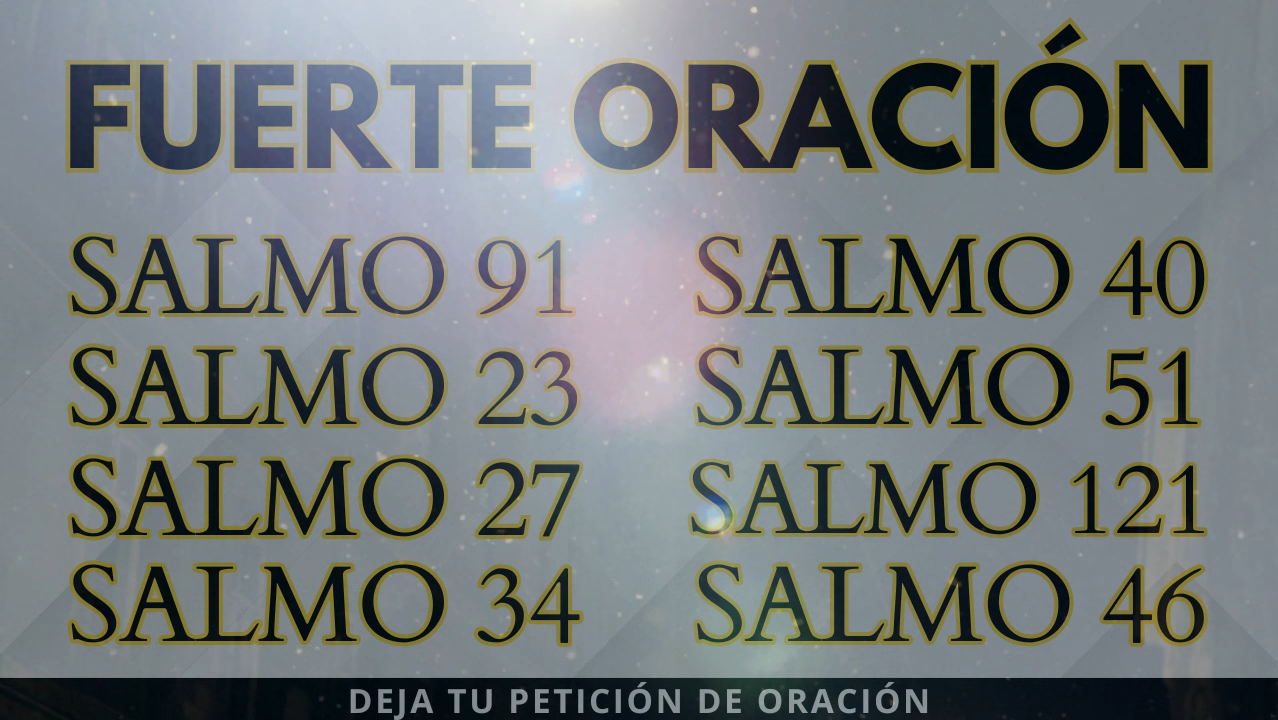 FUERTE ORACIÓN
SALMO 91
SALMO 23
SALMO 27
SALMO 34
SALMO 40
SALMO 51
SALMO 121
SALMO 46
DEJA TU PETICIÓN DE ORACIÓN